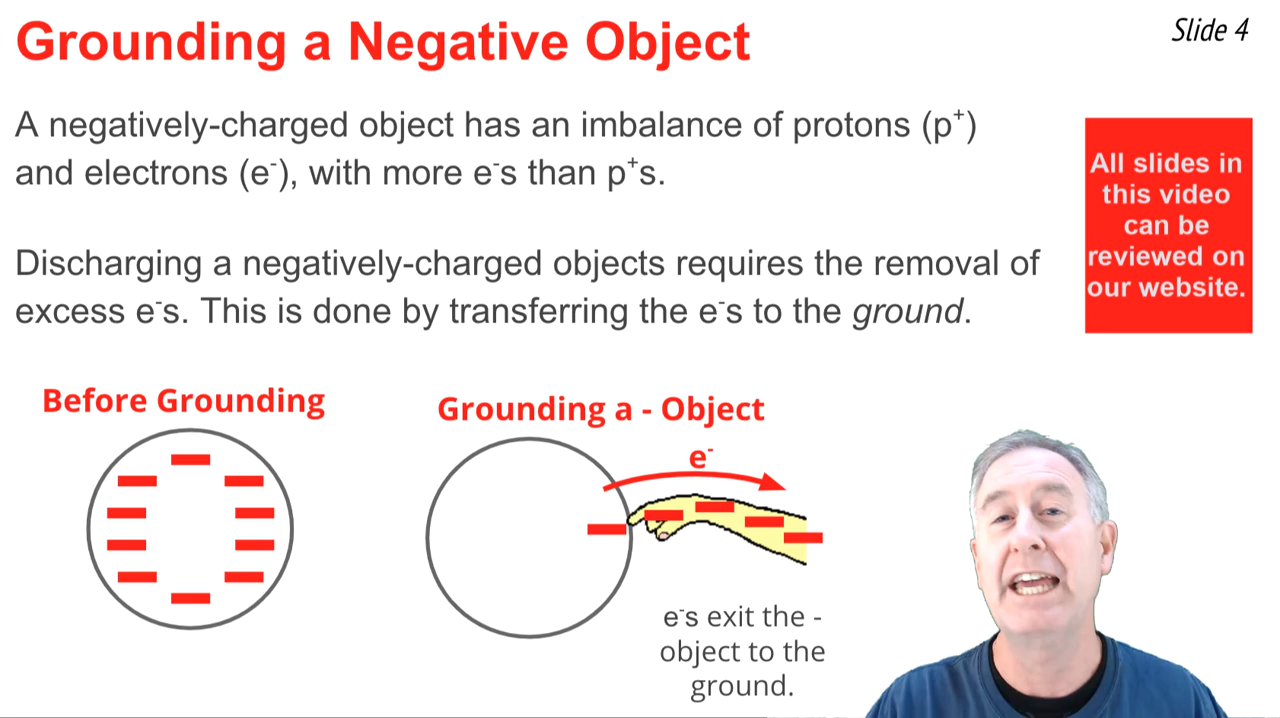 Grounding a Negative Object
Slide 4
A negatively-charged object has an imbalance of protons (p⁺)
and electrons (e⁻), with more e⁻s than p⁺s.
All slides in
this video
can be
reviewed on
our website.
Discharging a negatively-charged objects requires the removal of
excess e⁻s. This is done by transferring the e⁻s to the ground.
Before Grounding
Grounding a - Object
e⁻
e⁻s exit the -
object to the
ground.